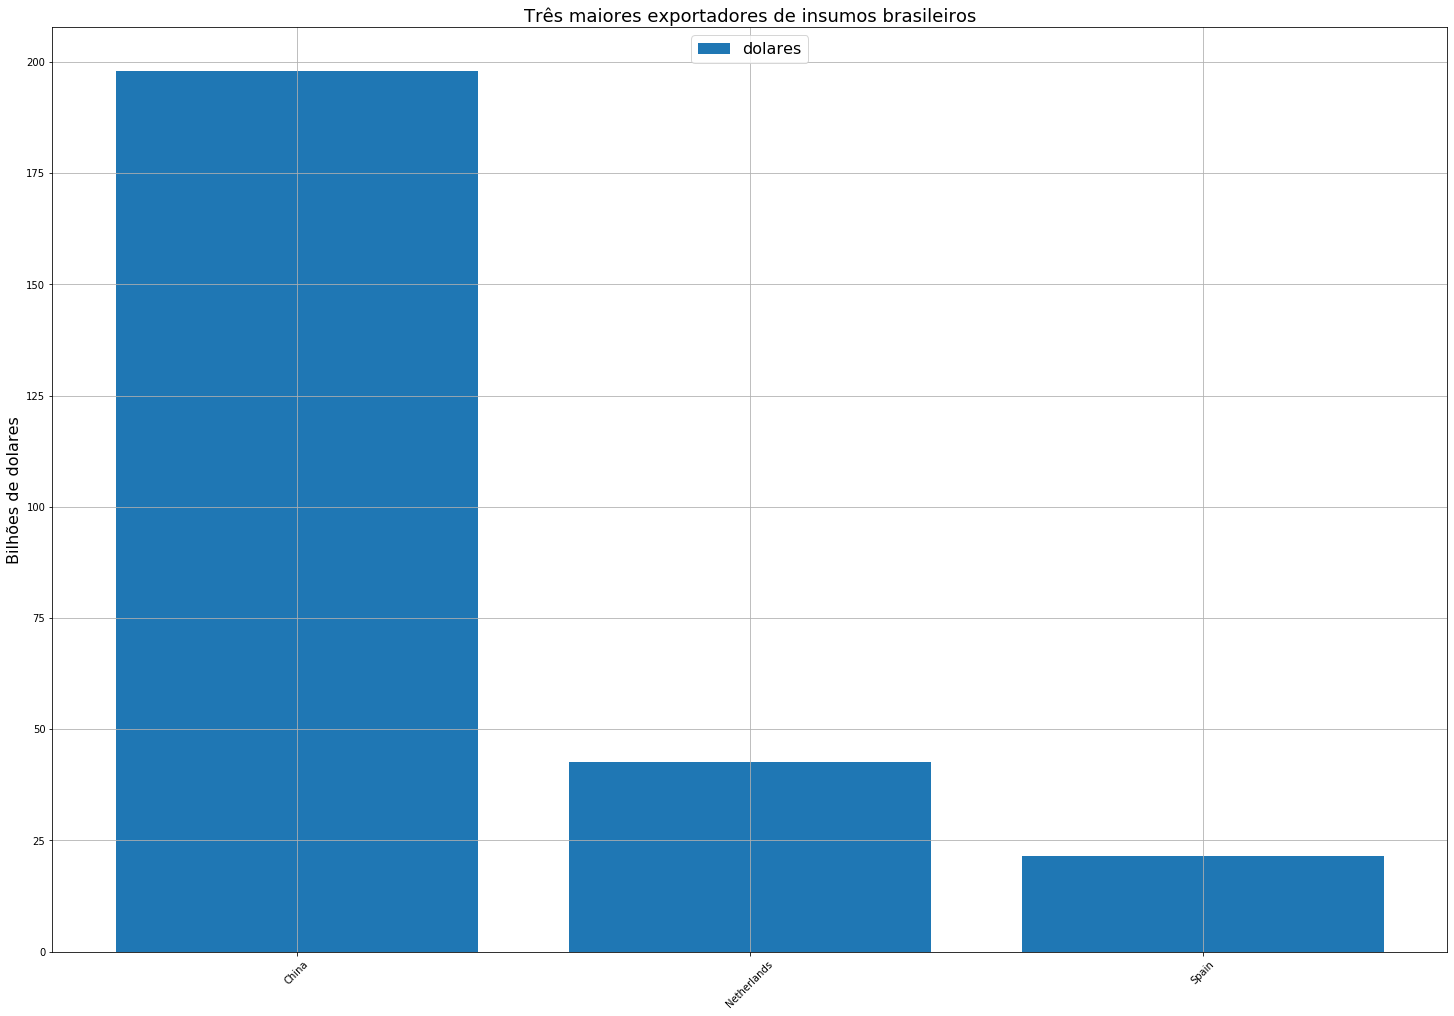 Três maiores exportadores de insumos brasileiros
dolares
200
175
150
125
100
75
50
25
0
Bilhões de dolares
China
Netherlands
Spain